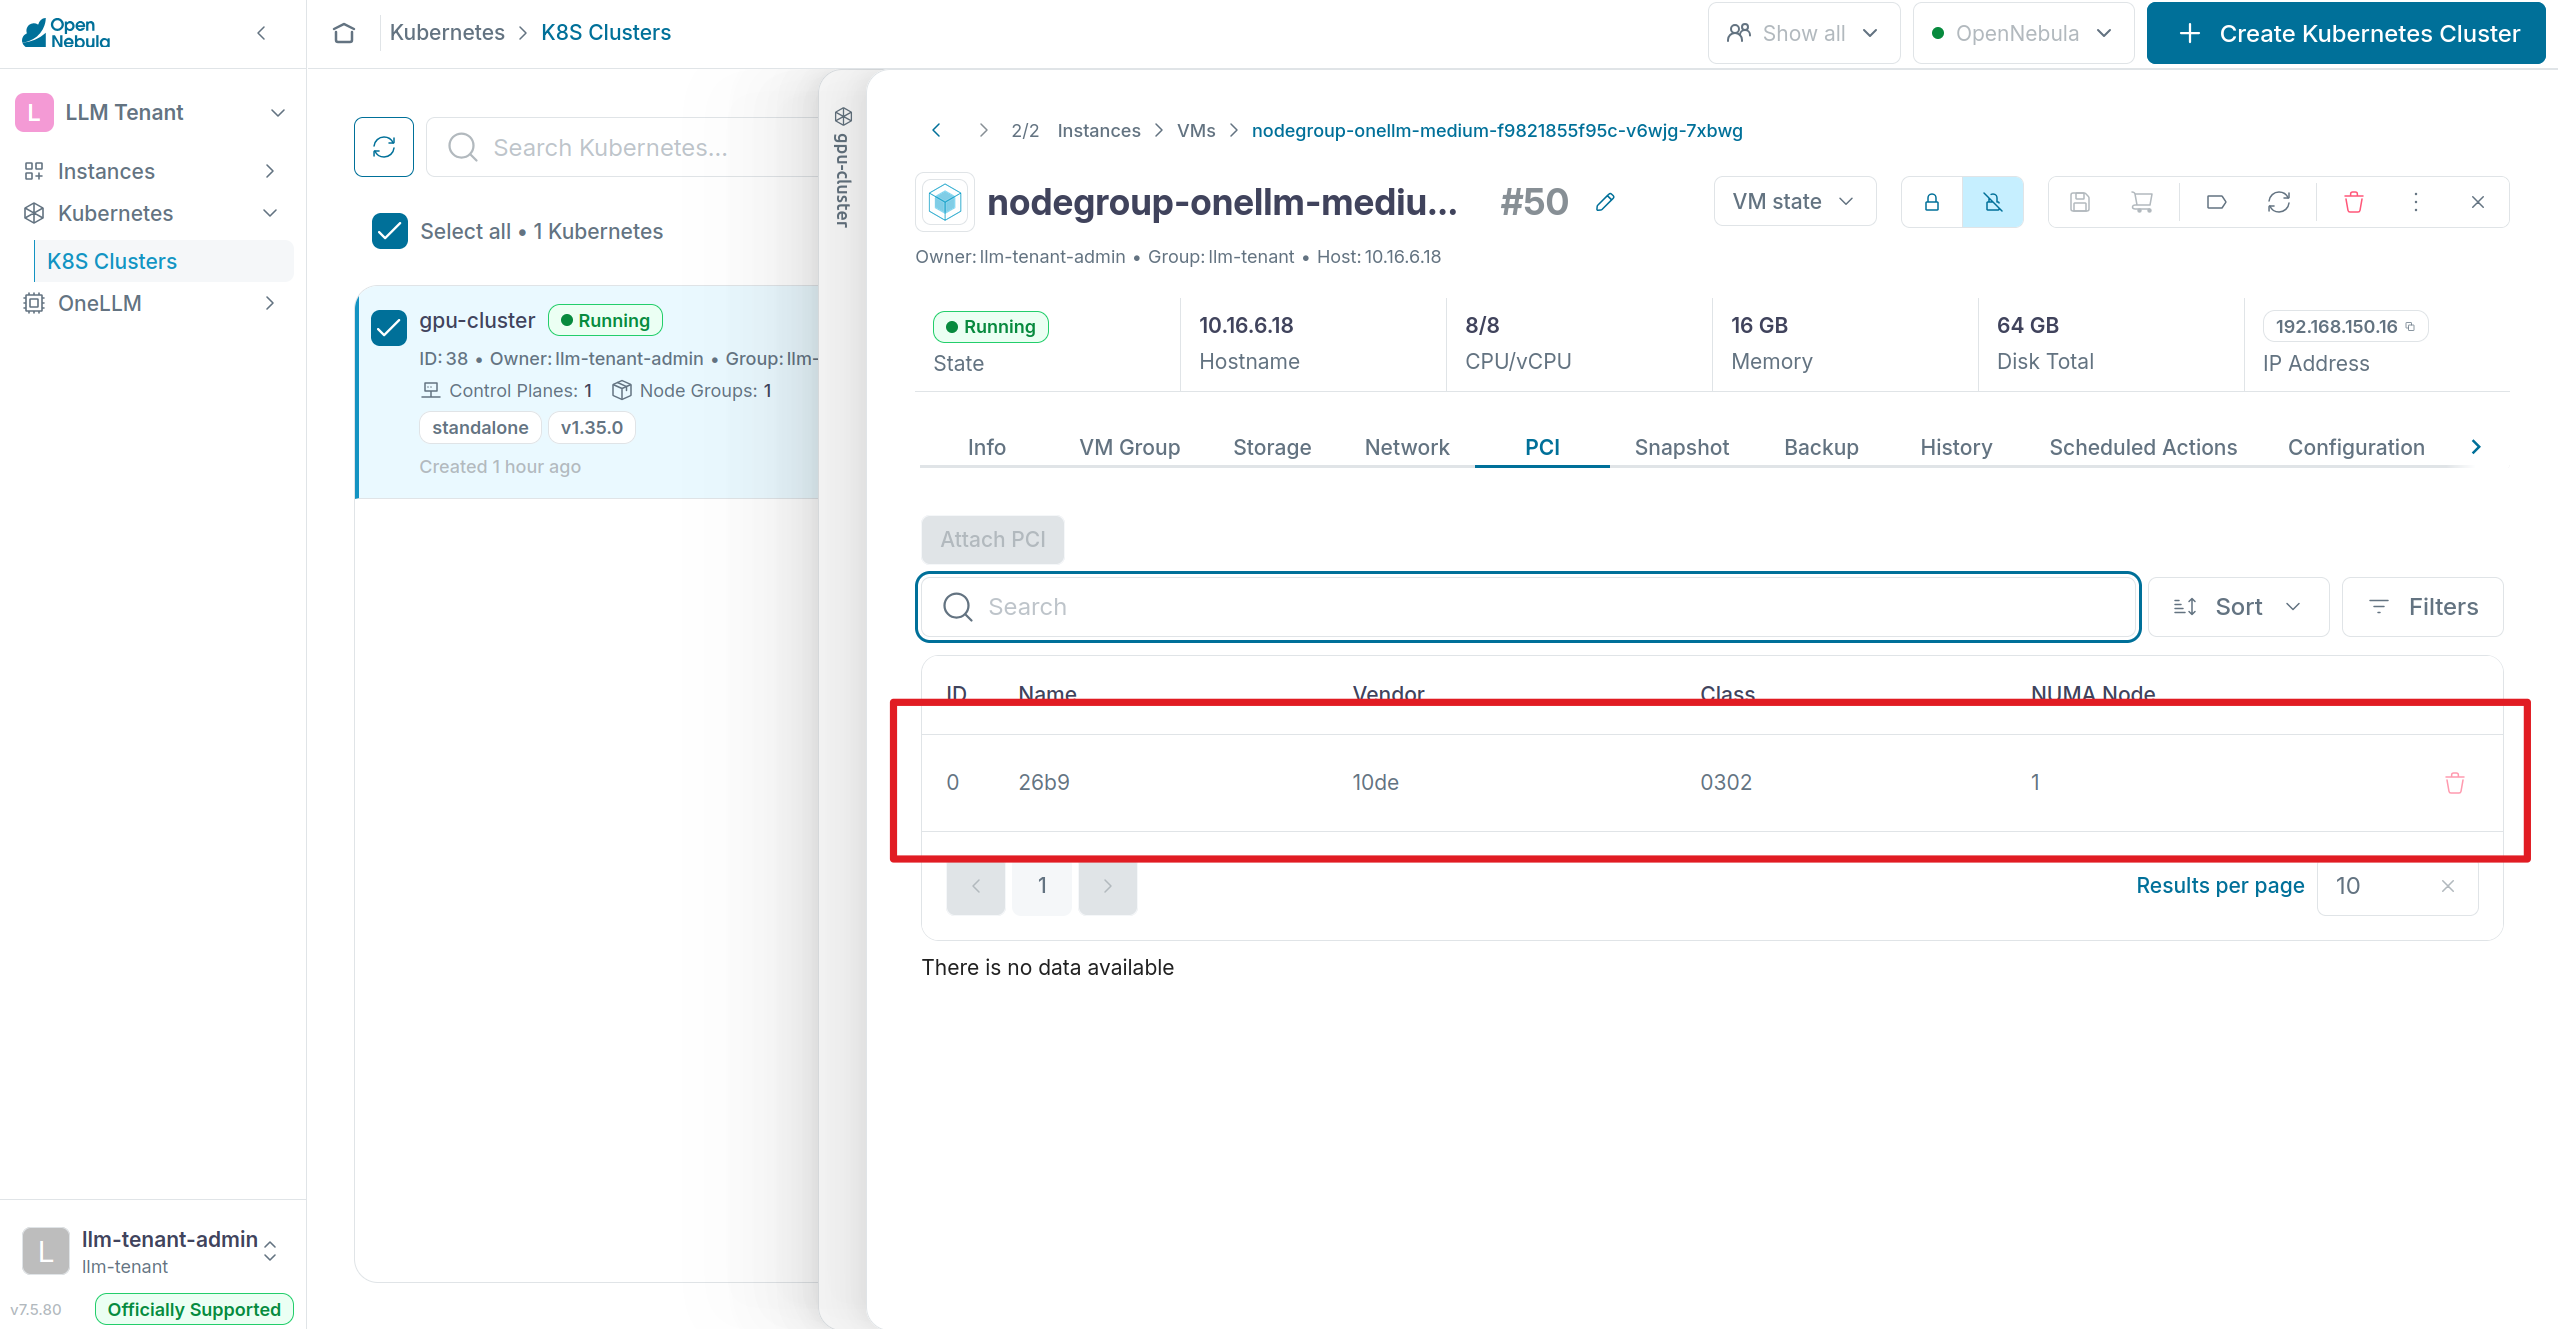 Open
Nebula
Kubernetes
K8S Clusters
Show all
OpenNebula
Create Kubernetes Cluster
L
LLM Tenant
Instances
Kubernetes
K8S Clusters
OneLLM
Search Kubernetes...
Select all • 1 Kubernetes
gpu-cluster
Running
ID: 38 • Owner: llm-tenant-admin • Group: llm-
Control Planes: 1
Node Groups: 1
standalone
v1.35.0
Created 1 hour ago
gpu-cluster
2/2 Instances VMs nodegroup-onellm-medium-f9821855f95c-v6wjg-7xbwg
nodegroup-onellm-mediu... #50
VM state
Owner: llm-tenant-admin • Group: llm-tenant • Host: 10.16.6.18
Running
State
10.16.6.18
Hostname
8/8
CPU/vCPU
16 GB
Memory
64 GB
Disk Total
192.168.150.16
IP Address
Info VM Group Storage Network PCI Snapshot Backup History Scheduled Actions Configuration
Attach PCI
Search
Sort
Filters
ID Name Vendor Class NUMA Node
0 26b9 10de 0302 1
1
Results per page
10
There is no data available
L
llm-tenant-admin
llm-tenant
v7.5.80
Officially Supported